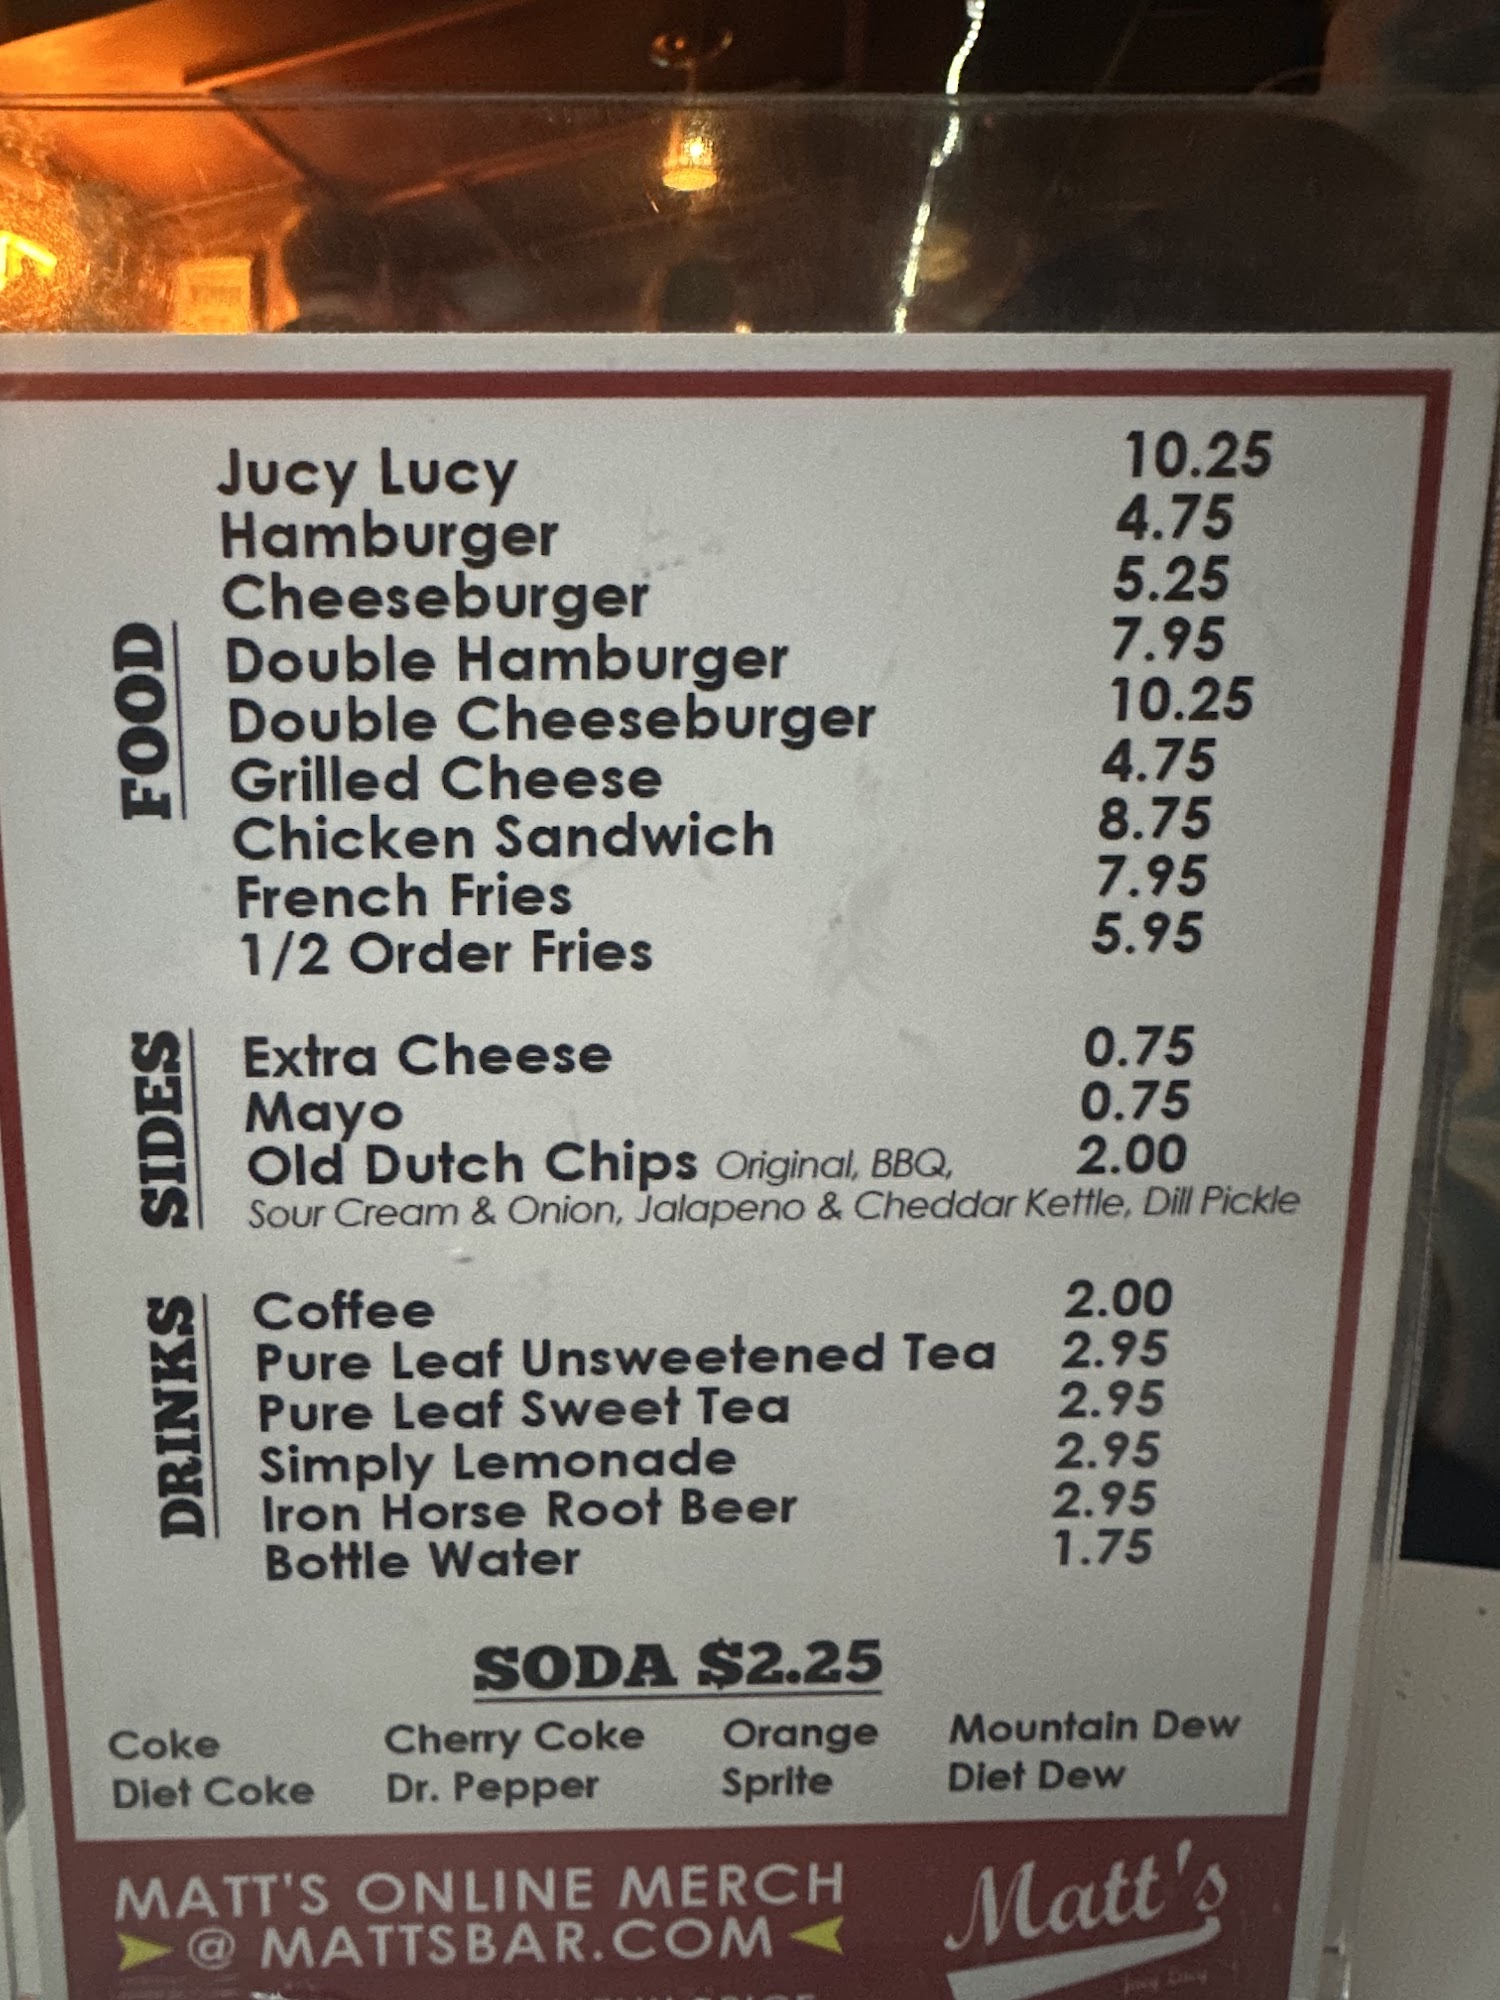 FOOD
Jucy Lucy 10.25
Hamburger 4.75
Cheeseburger 5.25
Double Hamburger 7.95
Double Cheeseburger 10.25
Grilled Cheese 4.75
Chicken Sandwich 8.75
French Fries 7.95
1/2 Order Fries 5.95
SIDES
Extra Cheese 0.75
Mayo 0.75
Old Dutch Chips Original, BBQ, 2.00
Sour Cream & Onion, Jalapeno & Cheddar Kettle, Dill Pickle
DRINKS
Coffee 2.00
Pure Leaf Unsweetened Tea 2.95
Pure Leaf Sweet Tea 2.95
Simply Lemonade 2.95
Iron Horse Root Beer 2.95
Bottle Water 1.75
SODA $2.25
Coke Cherry Coke Orange Mountain Dew
Diet Coke Dr. Pepper Sprite Diet Dew
MATT'S ONLINE MERCH
@ MATTSBAR.COM
Matt's
Jucy Lucy